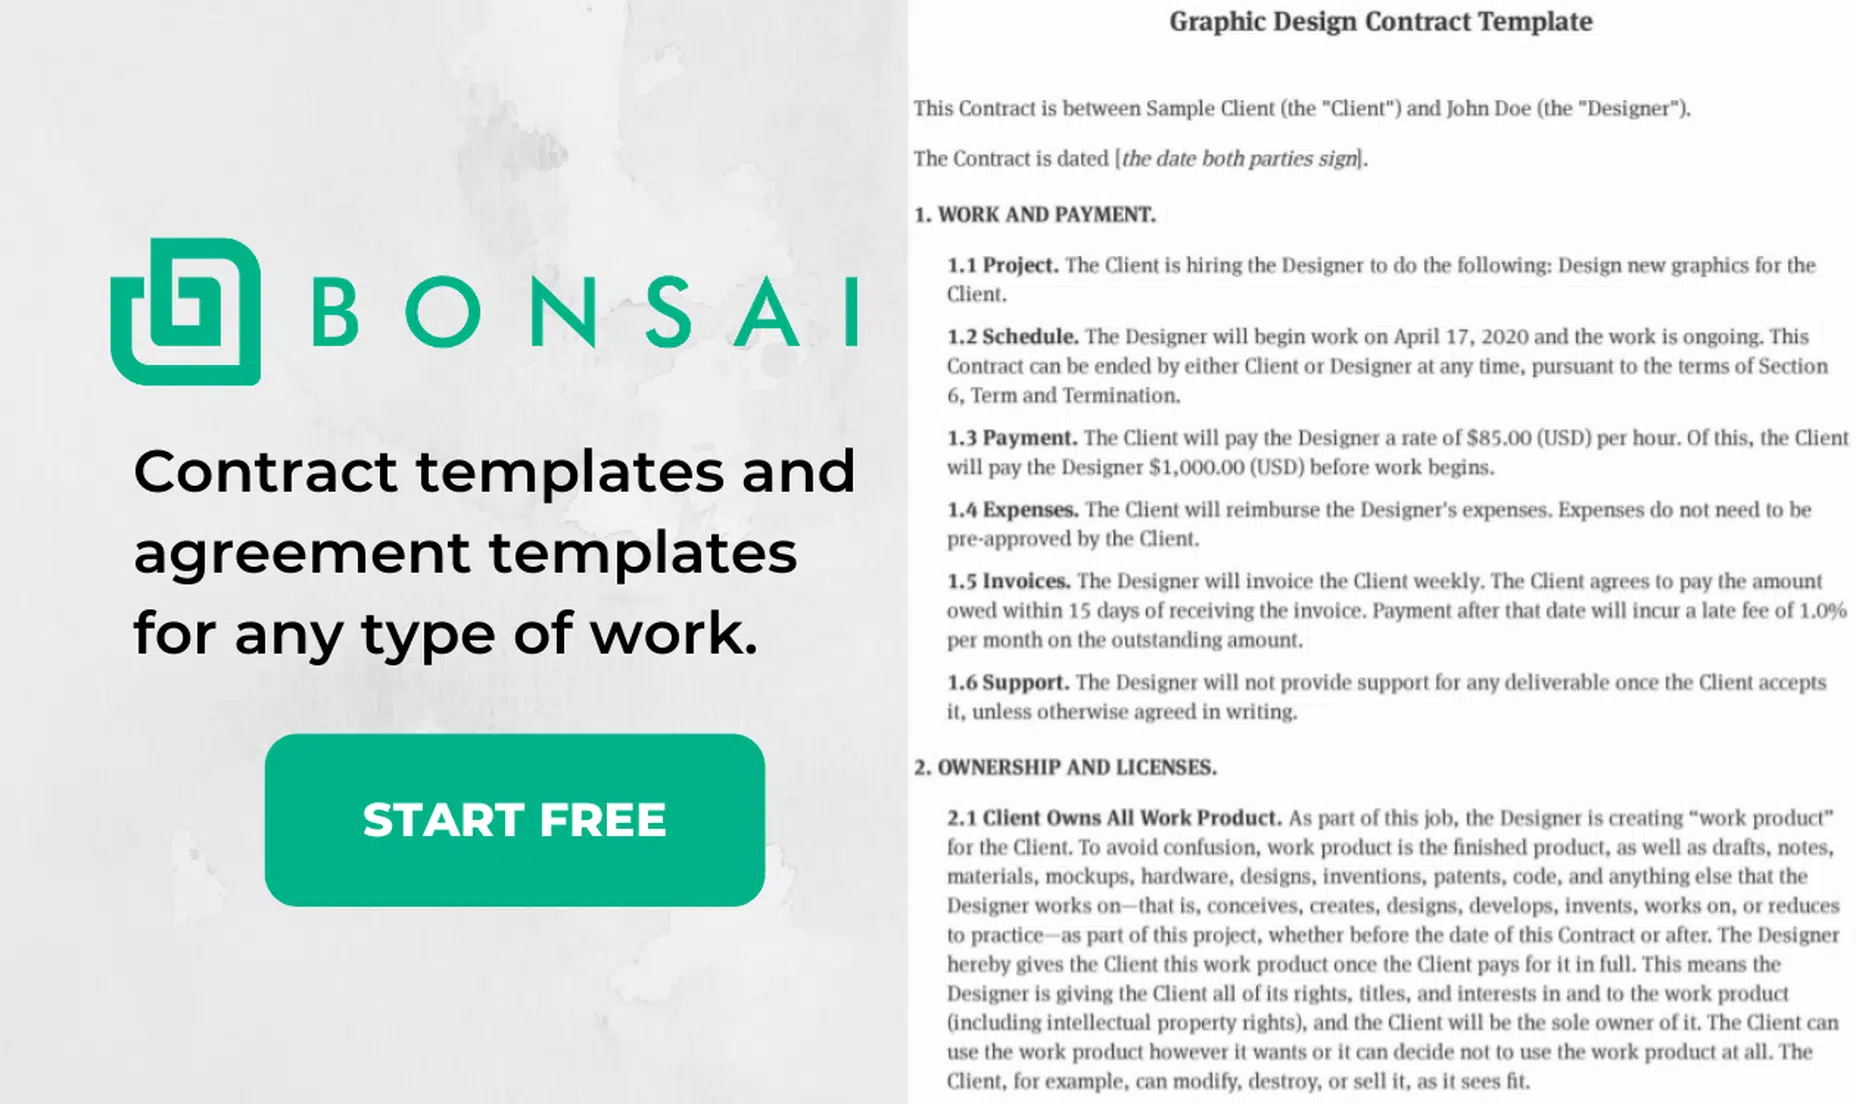 BONSAI
Contract templates and
agreement templates
for any type of work.
START FREE
Graphic Design Contract Template
This Contract is between Sample Client (the "Client") and John Doe (the "Designer").
The Contract is dated [the date both parties sign].
1. WORK AND PAYMENT.
1.1 Project. The Client is hiring the Designer to do the following: Design new graphics for the
Client.
1.2 Schedule. The Designer will begin work on April 17, 2020 and the work is ongoing. This
Contract can be ended by either Client or Designer at any time, pursuant to the terms of Section
6, Term and Termination.
1.3 Payment. The Client will pay the Designer a rate of $85.00 (USD) per hour. Of this, the Client
will pay the Designer $1,000.00 (USD) before work begins.
1.4 Expenses. The Client will reimburse the Designer's expenses. Expenses do not need to be
pre-approved by the Client.
1.5 Invoices. The Designer will invoice the Client weekly. The Client agrees to pay the amount
owed within 15 days of receiving the invoice. Payment after that date will incur a late fee of 1.0%
per month on the outstanding amount.
1.6 Support. The Designer will not provide support for any deliverable once the Client accepts
it, unless otherwise agreed in writing.
2. OWNERSHIP AND LICENSES.
2.1 Client Owns All Work Product. As part of this job, the Designer is creating “work product”
for the Client. To avoid confusion, work product is the finished product, as well as drafts, notes,
materials, mockups, hardware, designs, inventions, patents, code, and anything else that the
Designer works on—that is, conceives, creates, designs, develops, invents, works on, or reduces
to practice—as part of this project, whether before the date of this Contract or after. The Designer
hereby gives the Client this work product once the Client pays for it in full. This means the
Designer is giving the Client all of its rights, titles, and interests in and to the work product
(including intellectual property rights), and the Client will be the sole owner of it. The Client can
use the work product however it wants or it can decide not to use the work product at all. The
Client, for example, can modify, destroy, or sell it, as it sees fit.